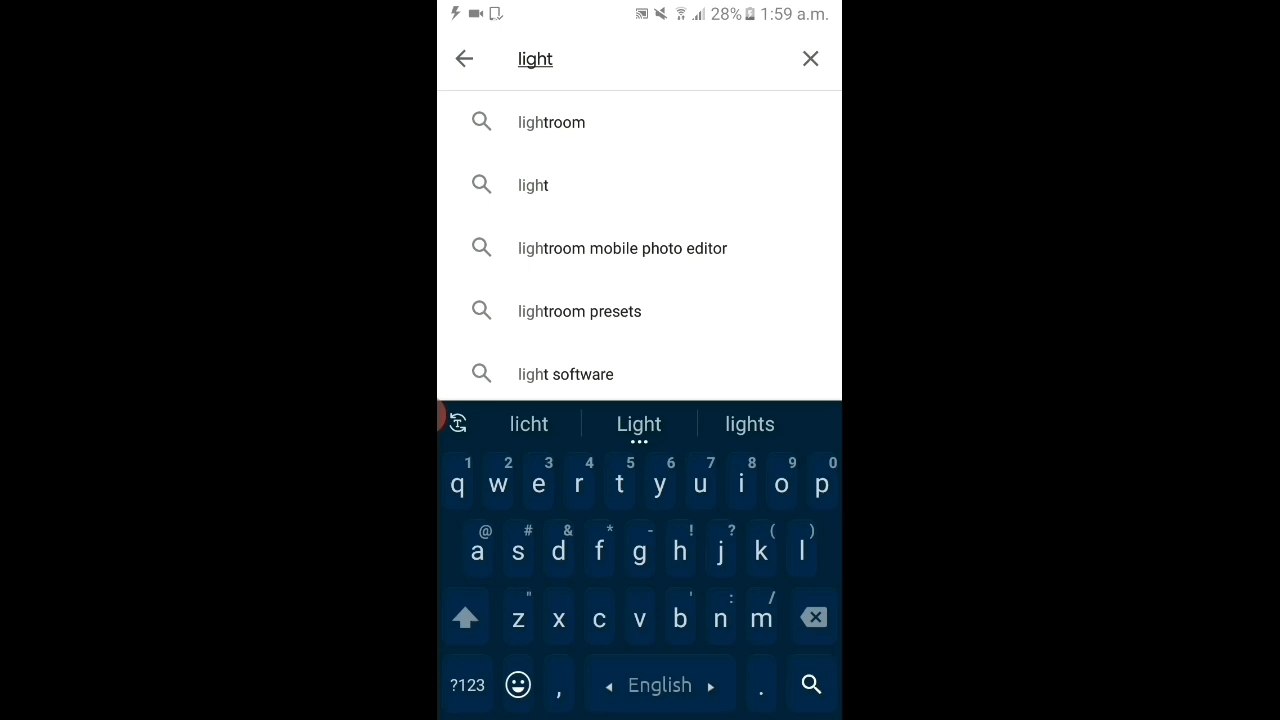 28% 1:59 a.m.
light
lightroom
light
lightroom mobile photo editor
lightroom presets
light software
licht Light lights
1 2 3 4 5 6 7 8 9 0
q w e r t y u i o p
@ # & * - ! ? ( )
a s d f g h j k l
" ' : /
z x c v b n m
?123 , English .